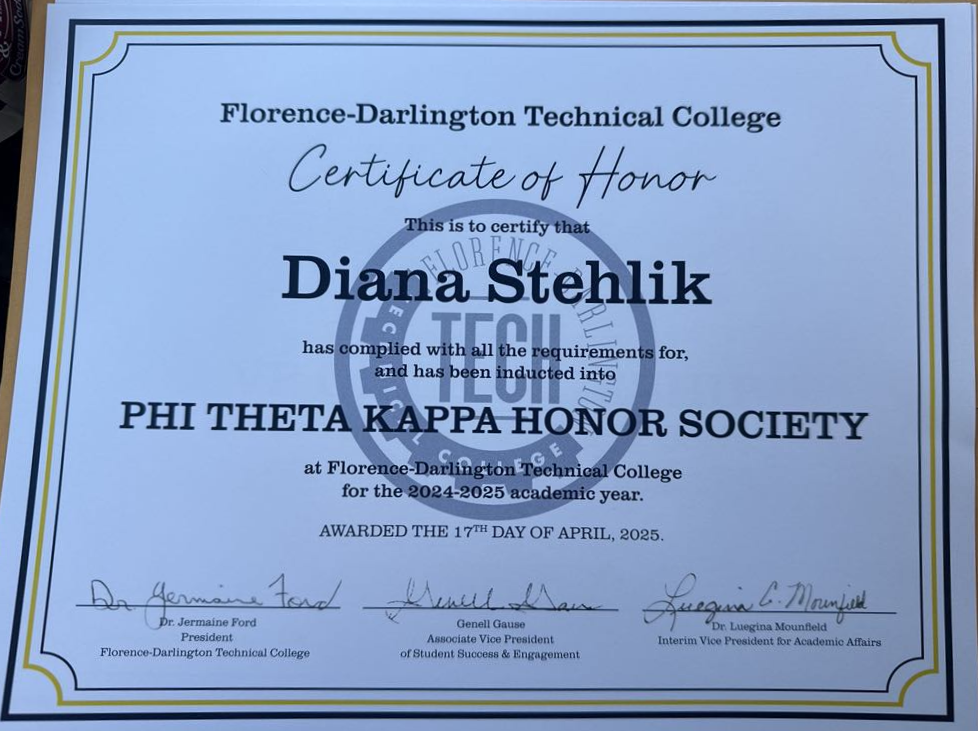 Cream Soda
&
Florence-Darlington Technical College
Certificate of Honor
This is to certify that
Diana Stehlik
has complied with all the requirements for,
and has been inducted into
PHI THETA KAPPA HONOR SOCIETY
at Florence-Darlington Technical College
for the 2024-2025 academic year.
AWARDED THE 17TH DAY OF APRIL, 2025.
FLORENCE DARLINGTON
TECH
TECHNICAL COLLEGE
Dr Jermaine Ford
Genell Gause
Luegina C. Mounfield
Dr. Jermaine Ford
President
Florence-Darlington Technical College
Genell Gause
Associate Vice President
of Student Success & Engagement
Dr. Luegina Mounfield
Interim Vice President for Academic Affairs